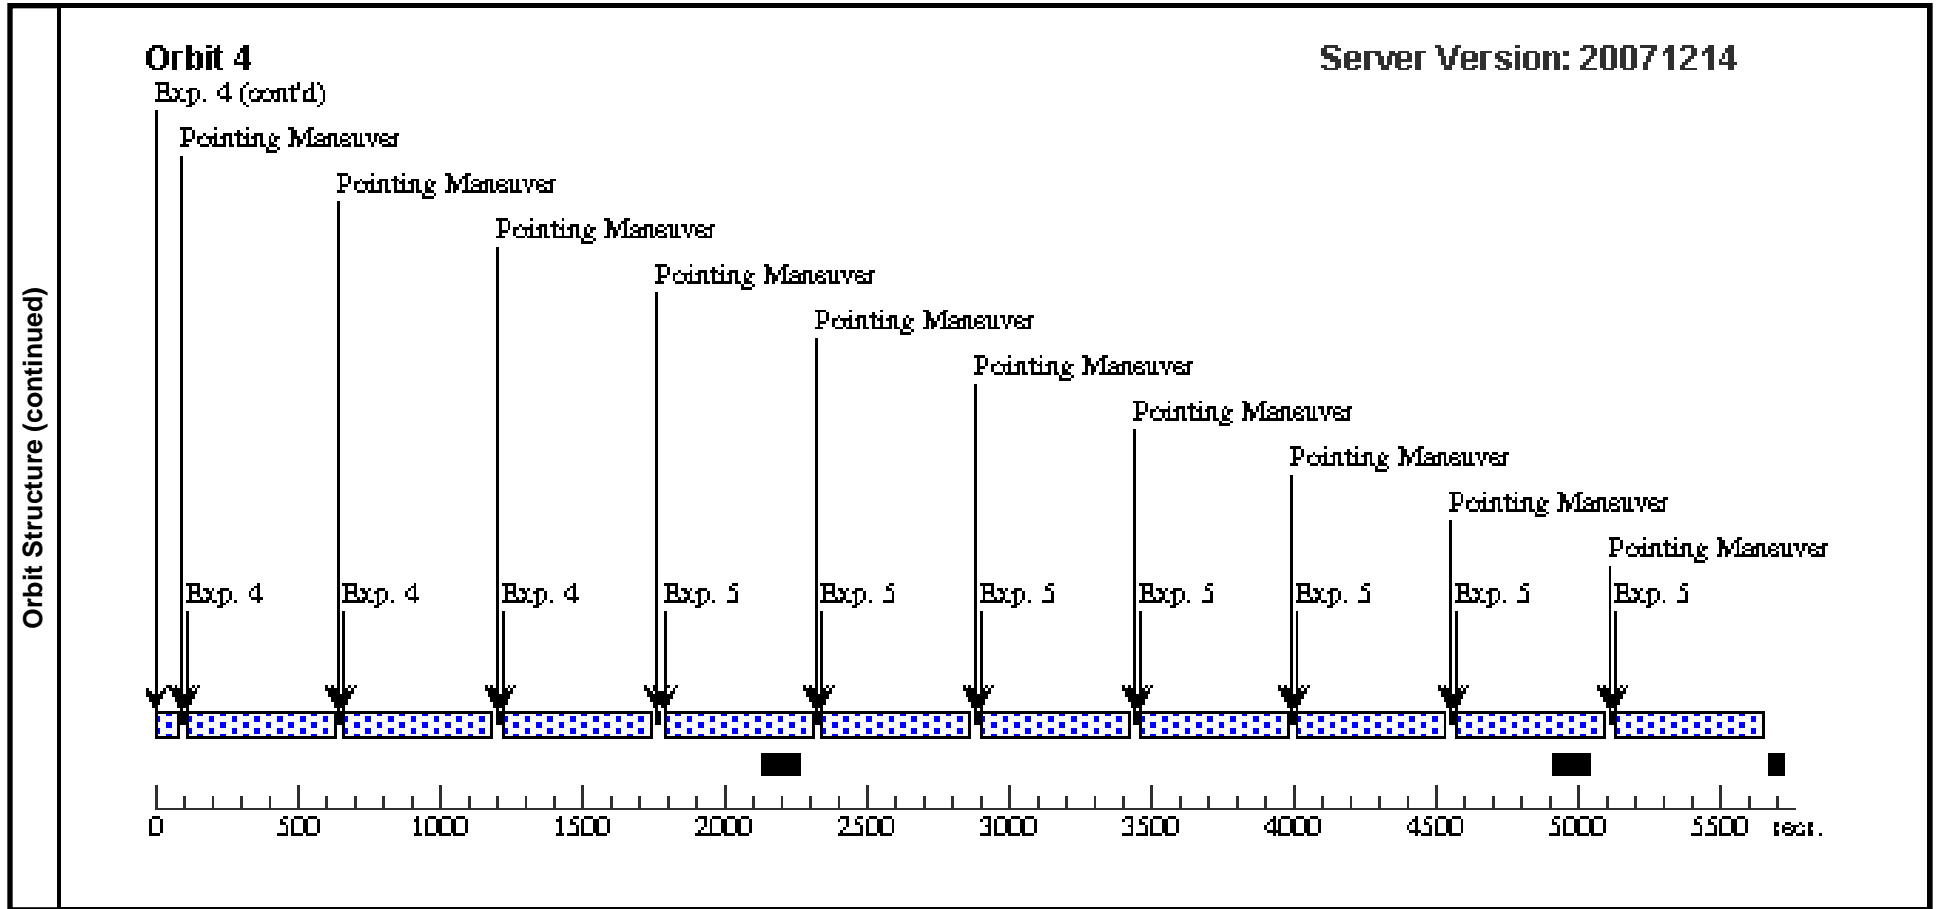 Orbit Structure (continued)
Orbit 4
Server Version: 20071214
Exp. 4 (cont'd)
Pointing Maneuver
Pointing Maneuver
Pointing Maneuver
Pointing Maneuver
Pointing Maneuver
Pointing Maneuver
Pointing Maneuver
Pointing Maneuver
Pointing Maneuver
Pointing Maneuver
Exp. 4 Exp. 4 Exp. 4 Exp. 5 Exp. 5 Exp. 5 Exp. 5 Exp. 5 Exp. 5 Exp. 5
0 500 1000 1500 2000 2500 3000 3500 4000 4500 5000 5500 secs.